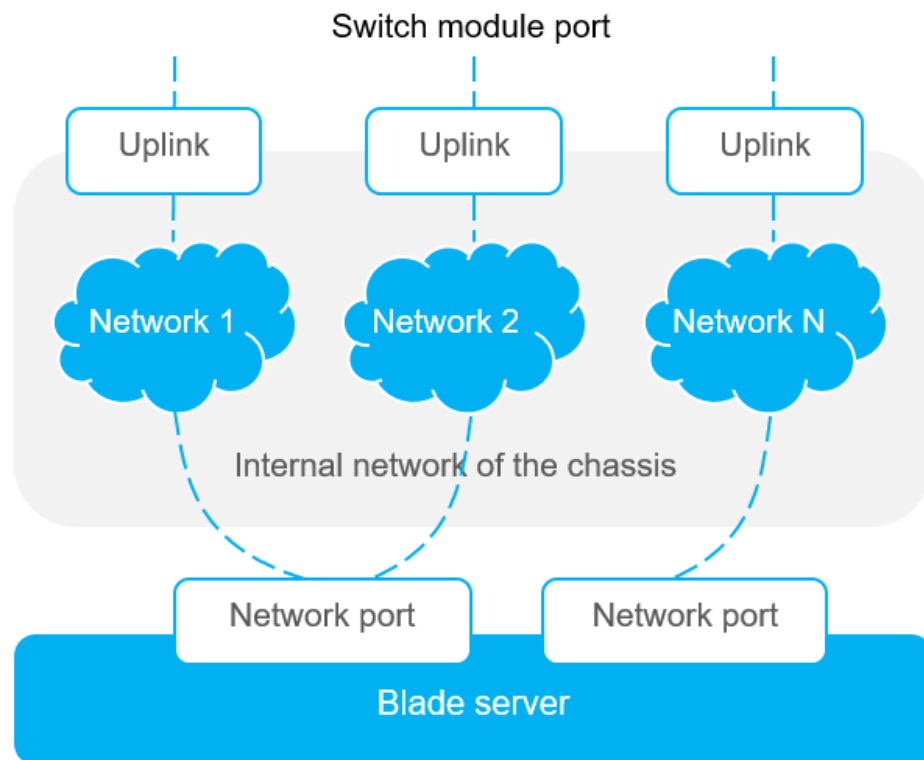 Switch module port
Uplink
Uplink
Uplink
Network 1
Network 2
Network N
Internal network of the chassis
Network port
Network port
Blade server